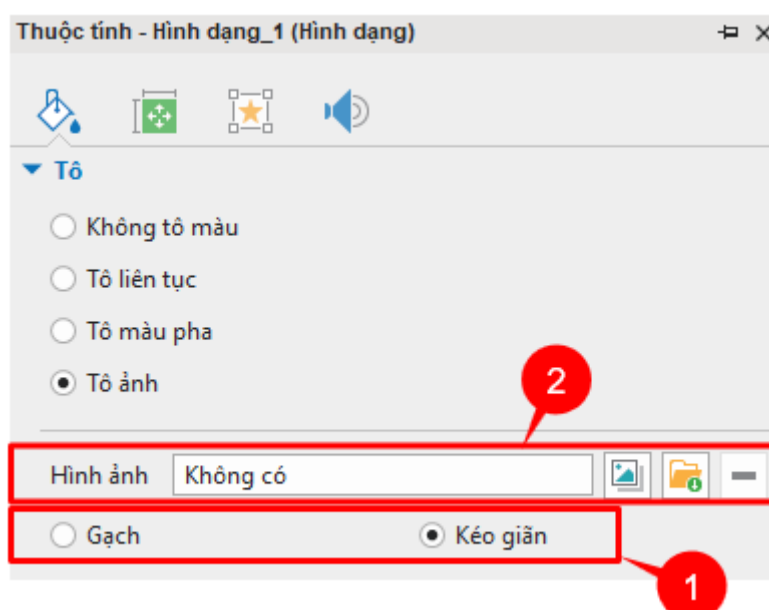 Thuộc tính - Hình dạng_1 (Hình dạng)
Tô
Không tô màu
Tô liên tục
Tô màu pha
Tô ảnh
2
Hình ảnh Không có
Gạch Kéo giãn
1